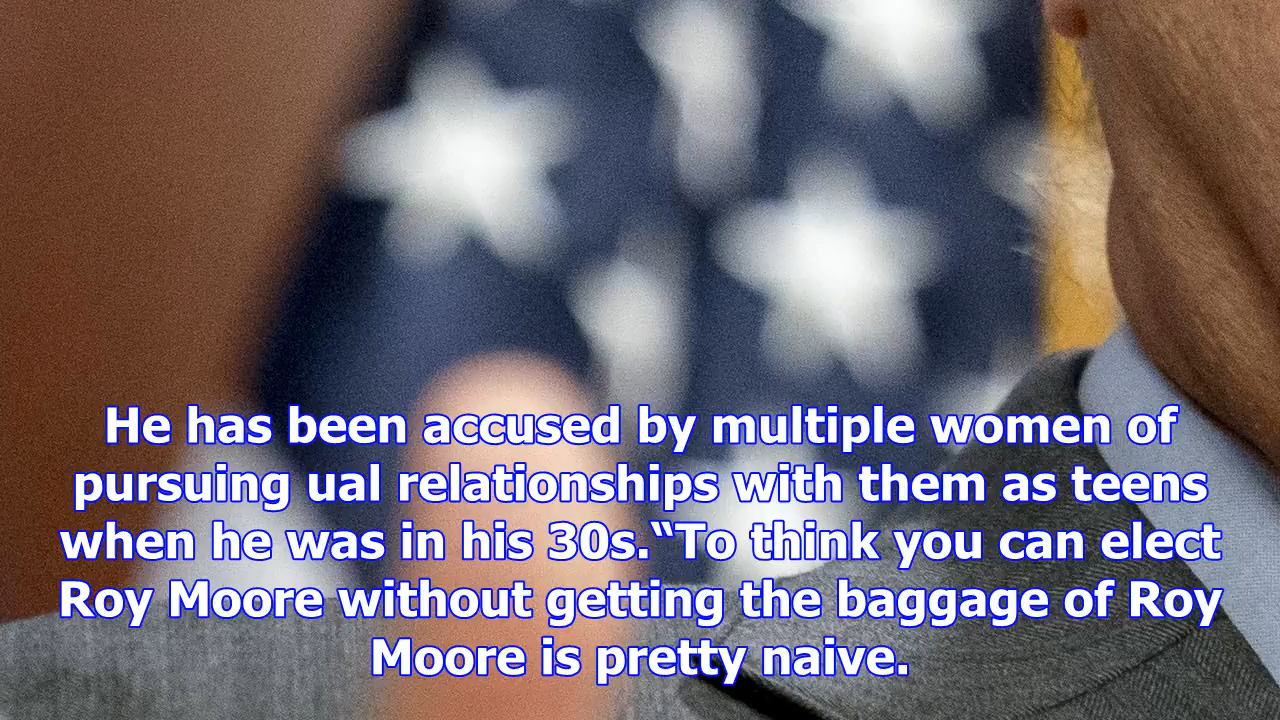 He has been accused by multiple women of
pursuing ual relationships with them as teens
when he was in his 30s.“To think you can elect
Roy Moore without getting the baggage of Roy
Moore is pretty naive.